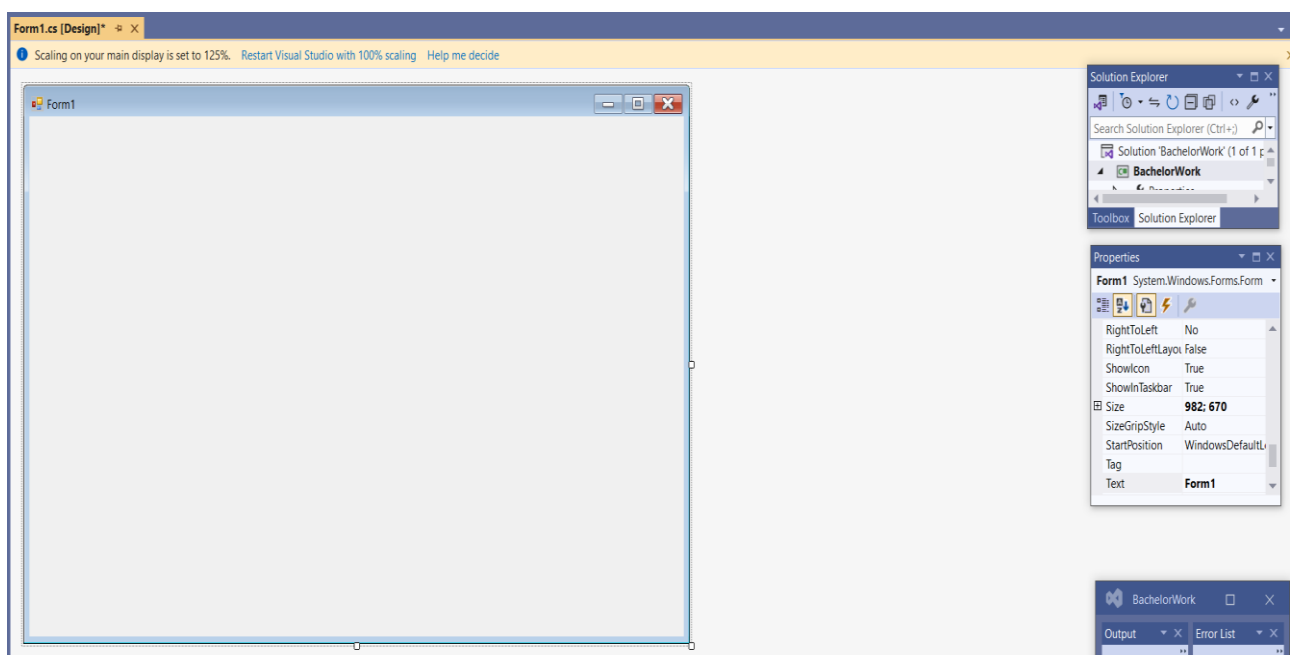 Form1.cs [Design]*
Scaling on your main display is set to 125%. Restart Visual Studio with 100% scaling Help me decide
Form1
Solution Explorer
Search Solution Explorer (Ctrl+;)
Solution 'BachelorWork' (1 of 1 p
BachelorWork
Toolbox Solution Explorer
Properties
Form1 System.Windows.Forms.Form
RightToLeft No
RightToLeftLayou False
ShowIcon True
ShowInTaskbar True
Size 982; 670
SizeGripStyle Auto
StartPosition WindowsDefaultL
Tag
Text Form1
BachelorWork
Output Error List